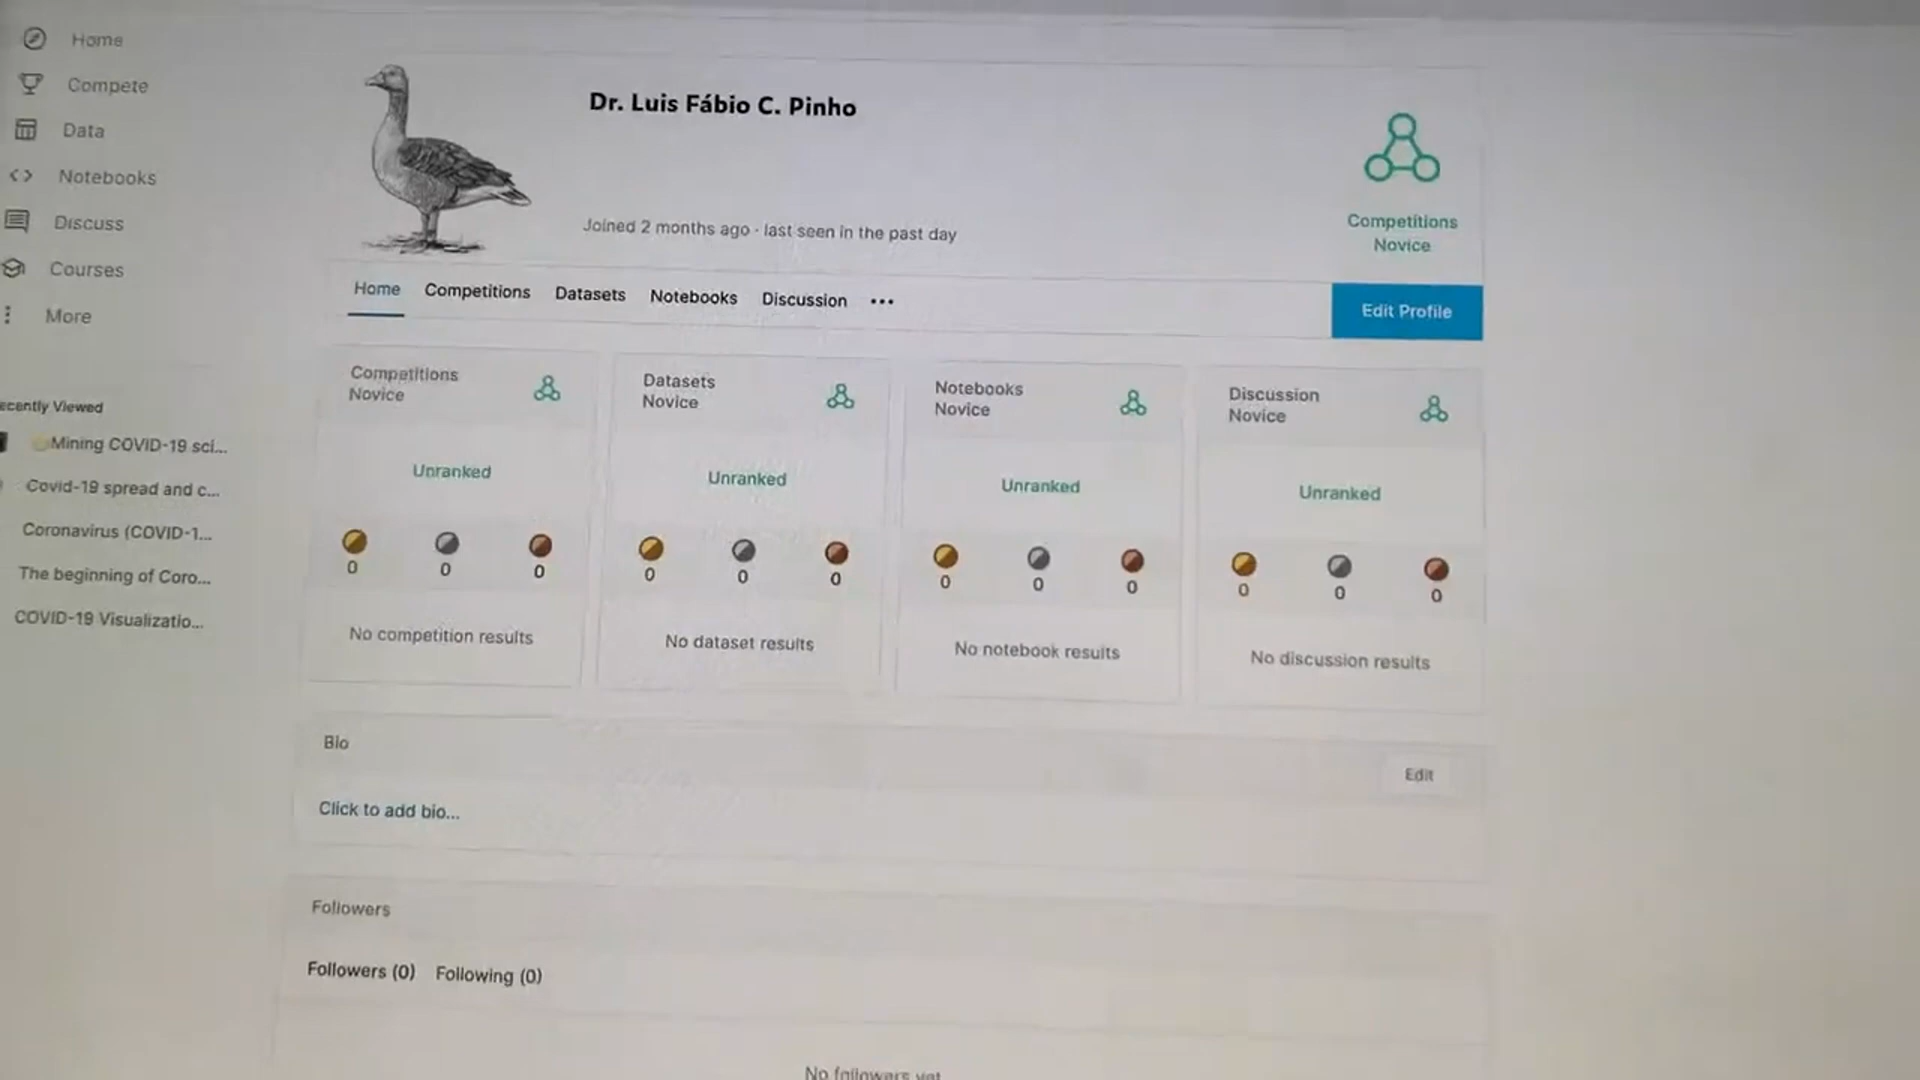 Home
Compete
Data
Notebooks
Discuss
Courses
More
ecently Viewed
Mining COVID-19 sci...
Covid-19 spread and c...
Coronavirus (COVID-1...
The beginning of Coro...
COVID-19 Visualizatio...
Dr. Luis Fábio C. Pinho
Joined 2 months ago · last seen in the past day
Competitions
Novice
Home Competitions Datasets Notebooks Discussion ...
Edit Profile
Competitions
Novice
Unranked
0 0 0
No competition results
Datasets
Novice
Unranked
0 0 0
No dataset results
Notebooks
Novice
Unranked
0 0 0
No notebook results
Discussion
Novice
Unranked
0 0 0
No discussion results
Bio
Edit
Click to add bio...
Followers
Followers (0) Following (0)
No followers yet